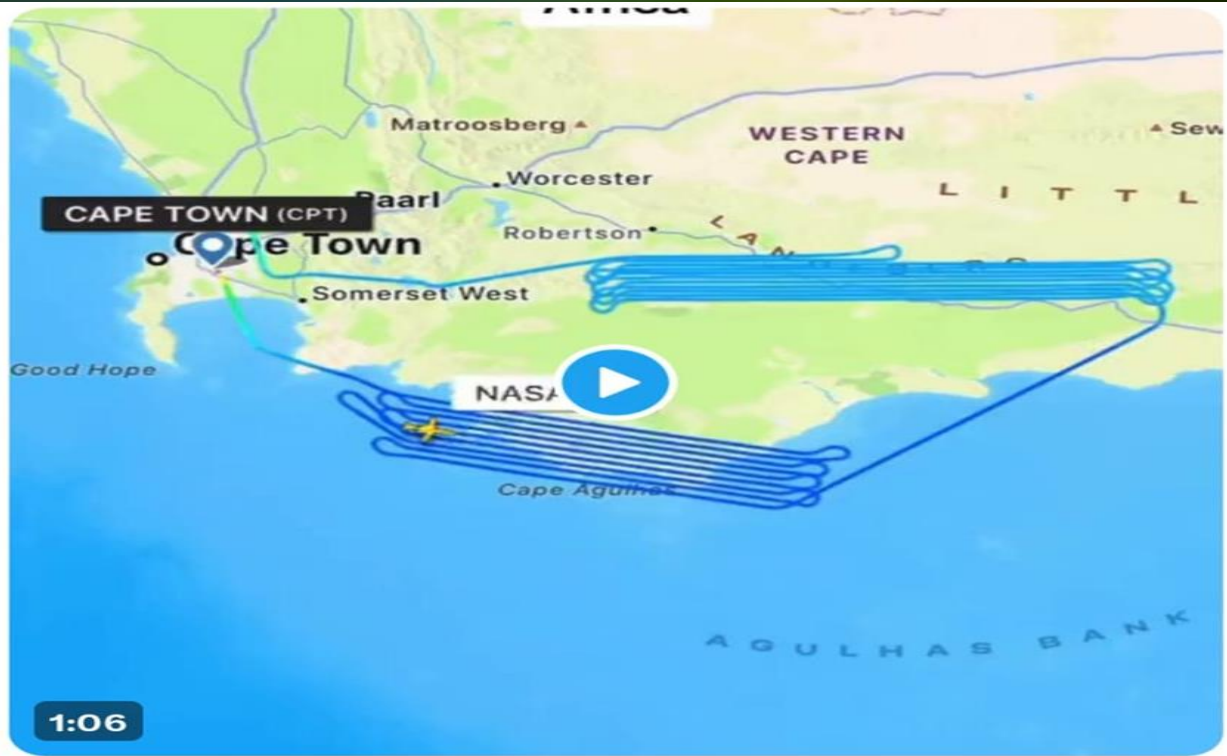 Africa
Matroosberg
WESTERN
CAPE
Sew
Worcester
Paarl
L I T T L
CAPE TOWN (CPT)
Robertson
Cape Town
Somerset West
Good Hope
NASA
Cape Agulhas
AGULHAS BANK
1:06